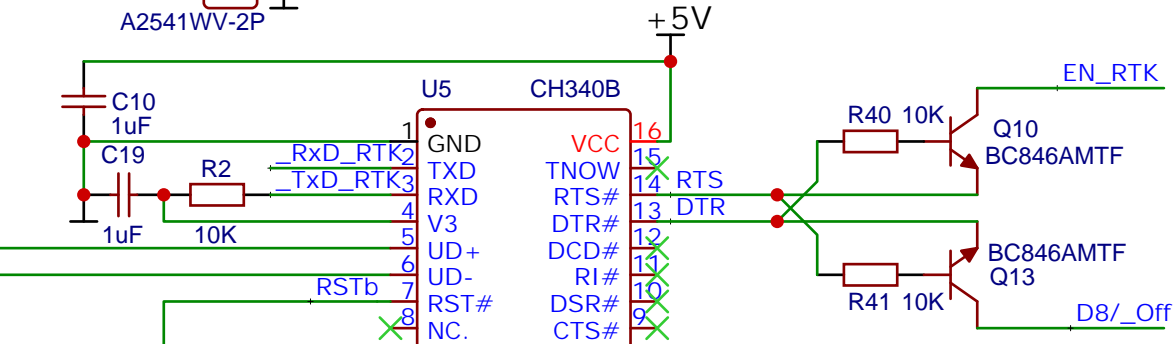 A2541WV-2P
+5V
U5 CH340B
EN_RTK
C10
1uF
R40 10K
Q10
BC846AMTF
1 GND
VCC 16
C19
R2
_RxD_RTK 2 TXD
TNOW 15
_TxD_RTK 3 RXD
RTS# 14 RTS
4 V3
DTR# 13 DTR
1uF
10K
5 UD+
DCD# 12
6 UD-
RI# 11
BC846AMTF
Q13
RSTb 7 RST#
DSR# 10
R41 10K
8 NC.
CTS# 9
D8/_Off